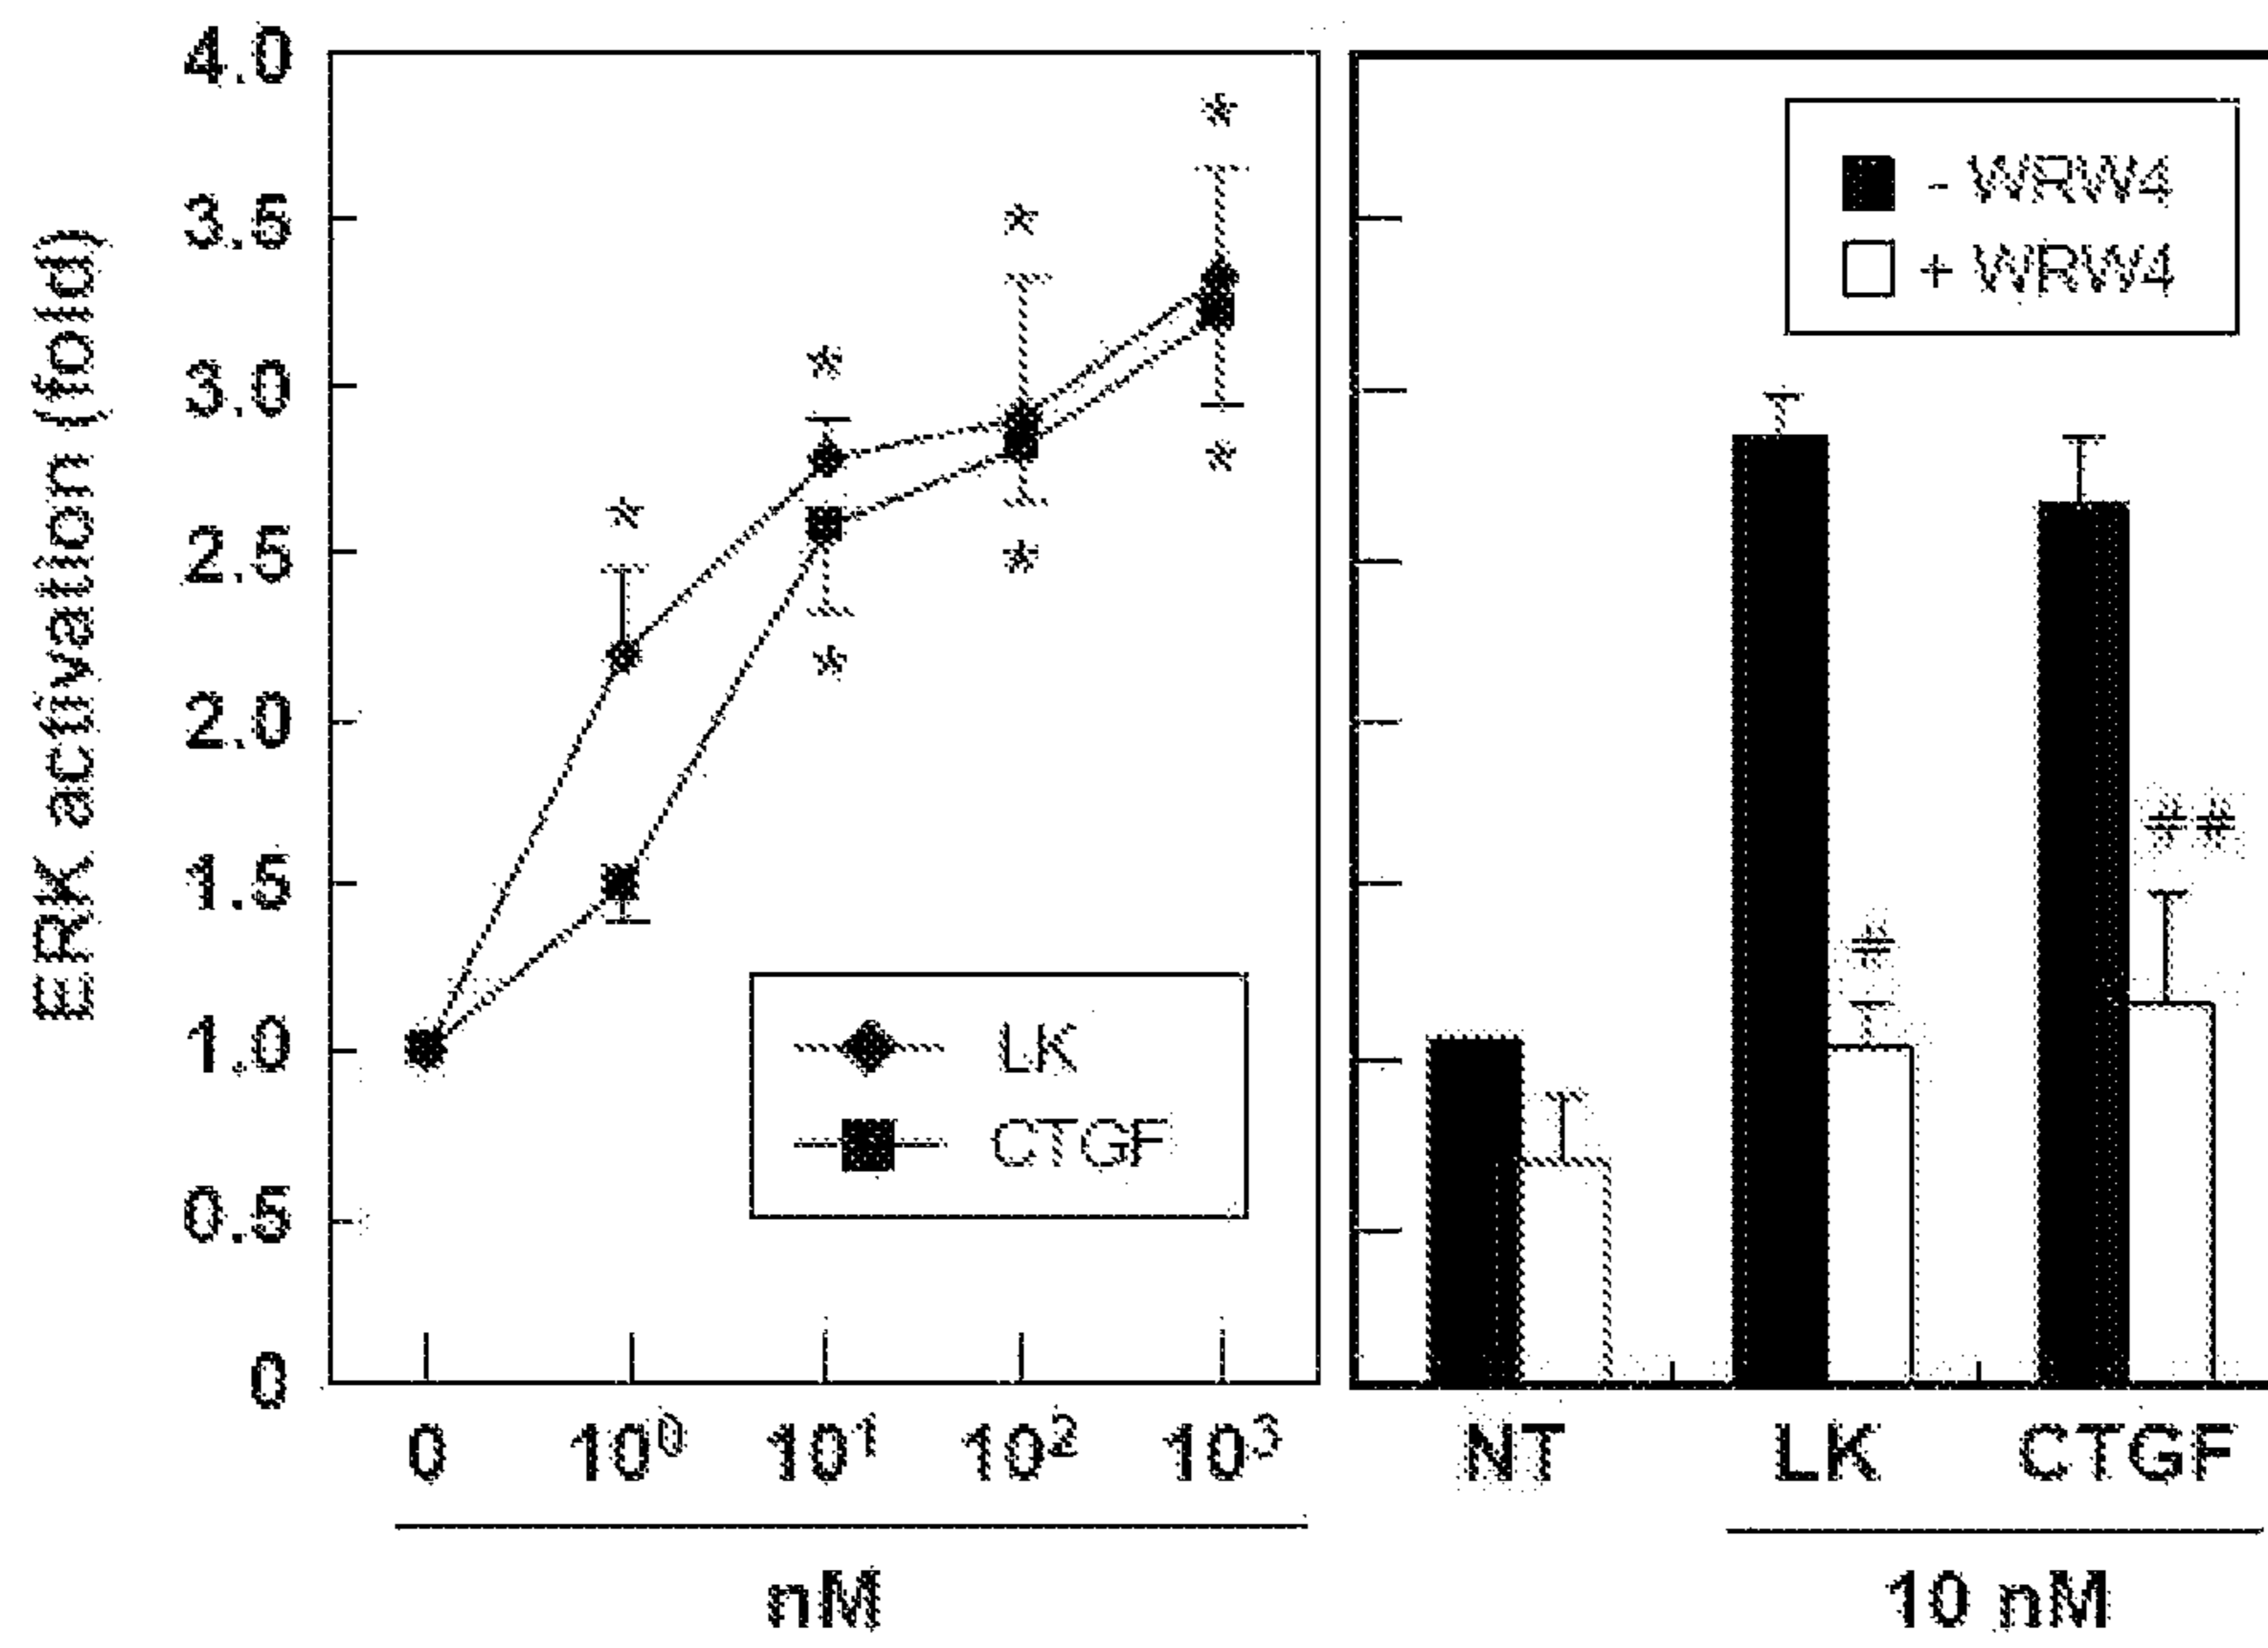 ERK activation (fold)
4.0
3.5
3.0
2.5
2.0
1.5
1.0
0.5
0
*
*
*
*
*
*
*
LK
CTGF
0 10⁰ 10¹ 10² 10³
nM
- WRW4
+ WRW4
#
##
NT LK CTGF
10 nM